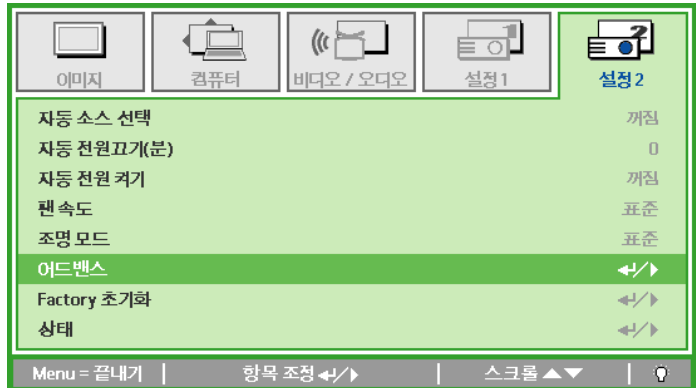 이미지 컴퓨터 비디오 / 오디오 설정 1 설정 2
자동 소스 선택 꺼짐
자동 전원끄기(분) 0
자동 전원 켜기 꺼짐
팬 속도 표준
조명 모드 표준
어드밴스
Factory 초기화
상태
Menu = 끝내기 | 항목 조정 | 스크롤 ▲▼ |